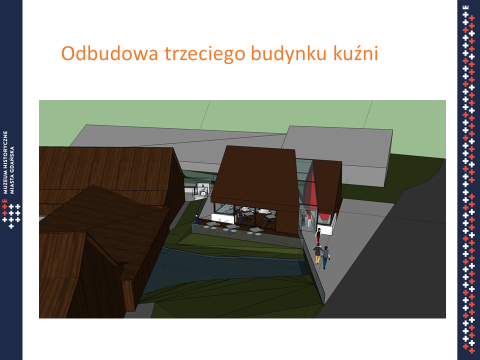 Odbudowa trzeciego budynku kuźni
MUZEUM HISTORYCZNE
MIASTA GDAŃSKA